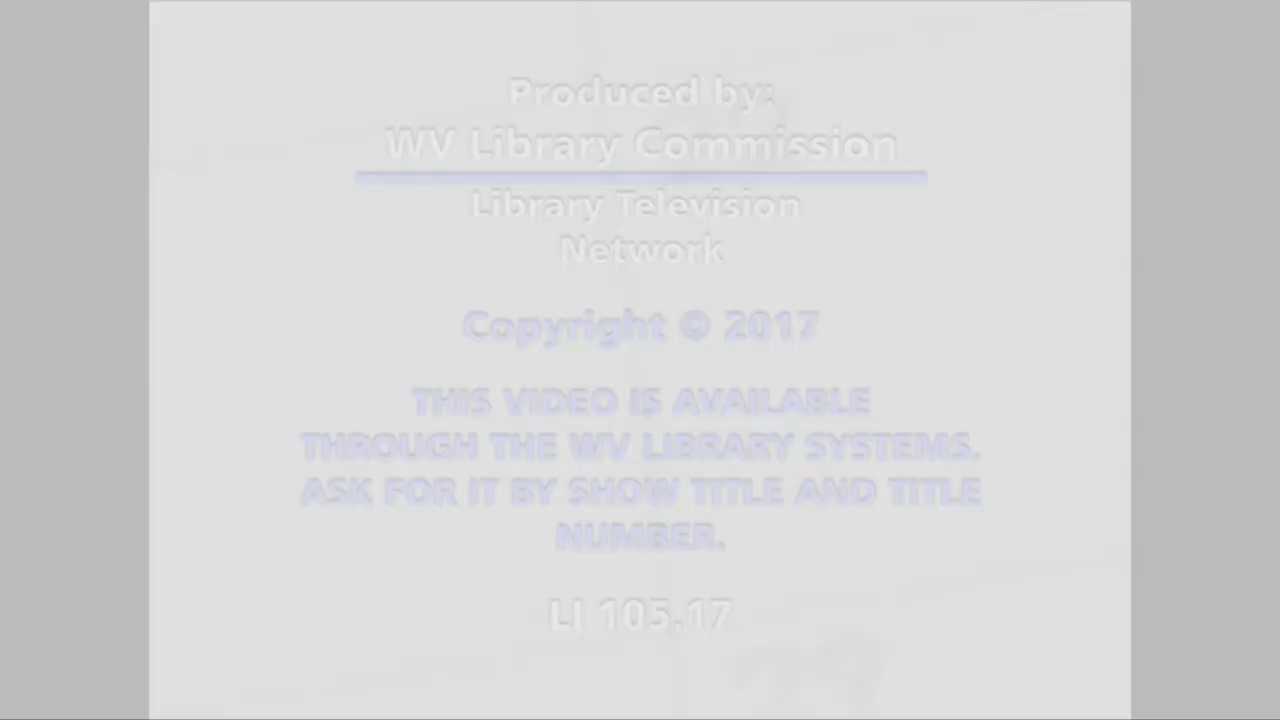 Produced by:
WV Library Commission
Library Television
Network
Copyright © 2017
THIS VIDEO IS AVAILABLE
THROUGH THE WV LIBRARY SYSTEMS.
ASK FOR IT BY SHOW TITLE AND TITLE
NUMBER.
LI 105.17